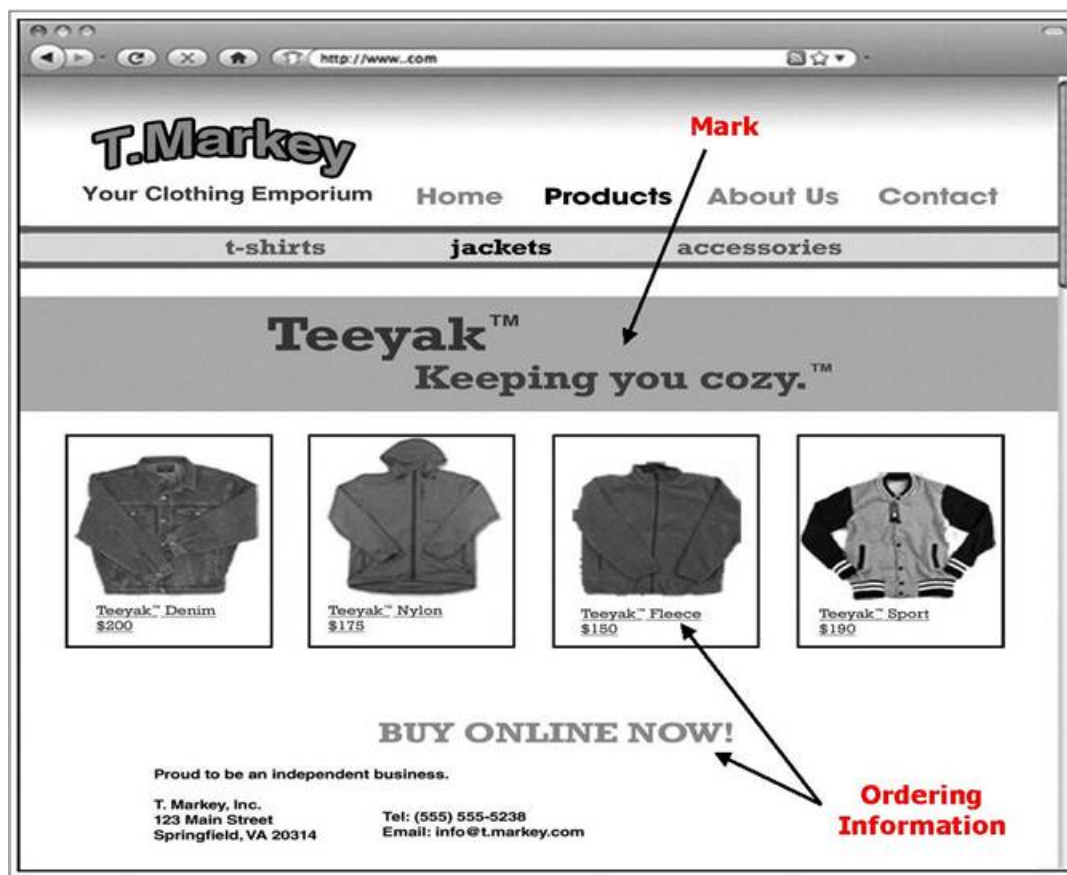 http://www..com
T.Markey
Your Clothing Emporium
Home Products About Us Contact
Mark
t-shirts jackets accessories
Teeyak™
Keeping you cozy.™
Teeyak™ Denim
$200
Teeyak™ Nylon
$175
Teeyak™ Fleece
$150
Teeyak™ Sport
$190
BUY ONLINE NOW!
Ordering
Information
Proud to be an independent business.
T. Markey, Inc.
123 Main Street
Springfield, VA 20314
Tel: (555) 555-5238
Email: info@t.markey.com